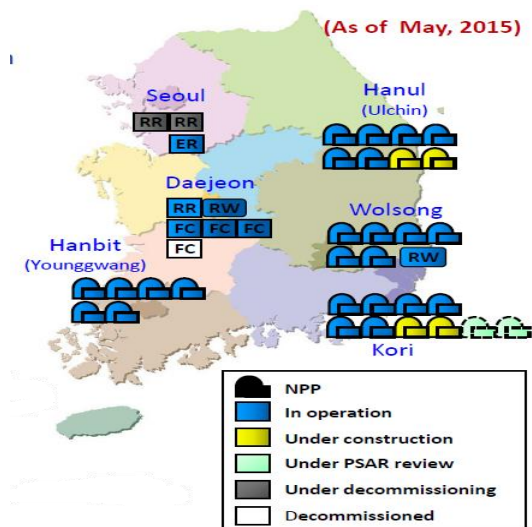 (As of May, 2015)
Seoul
RR RR
ER
Hanul
(Ulchin)
Daejeon
RR RW
FC FC FC
FC
Wolsong
RW
Hanbit
(Younggwang)
Kori
NPP
In operation
Under construction
Under PSAR review
Under decommissioning
Decommissioned